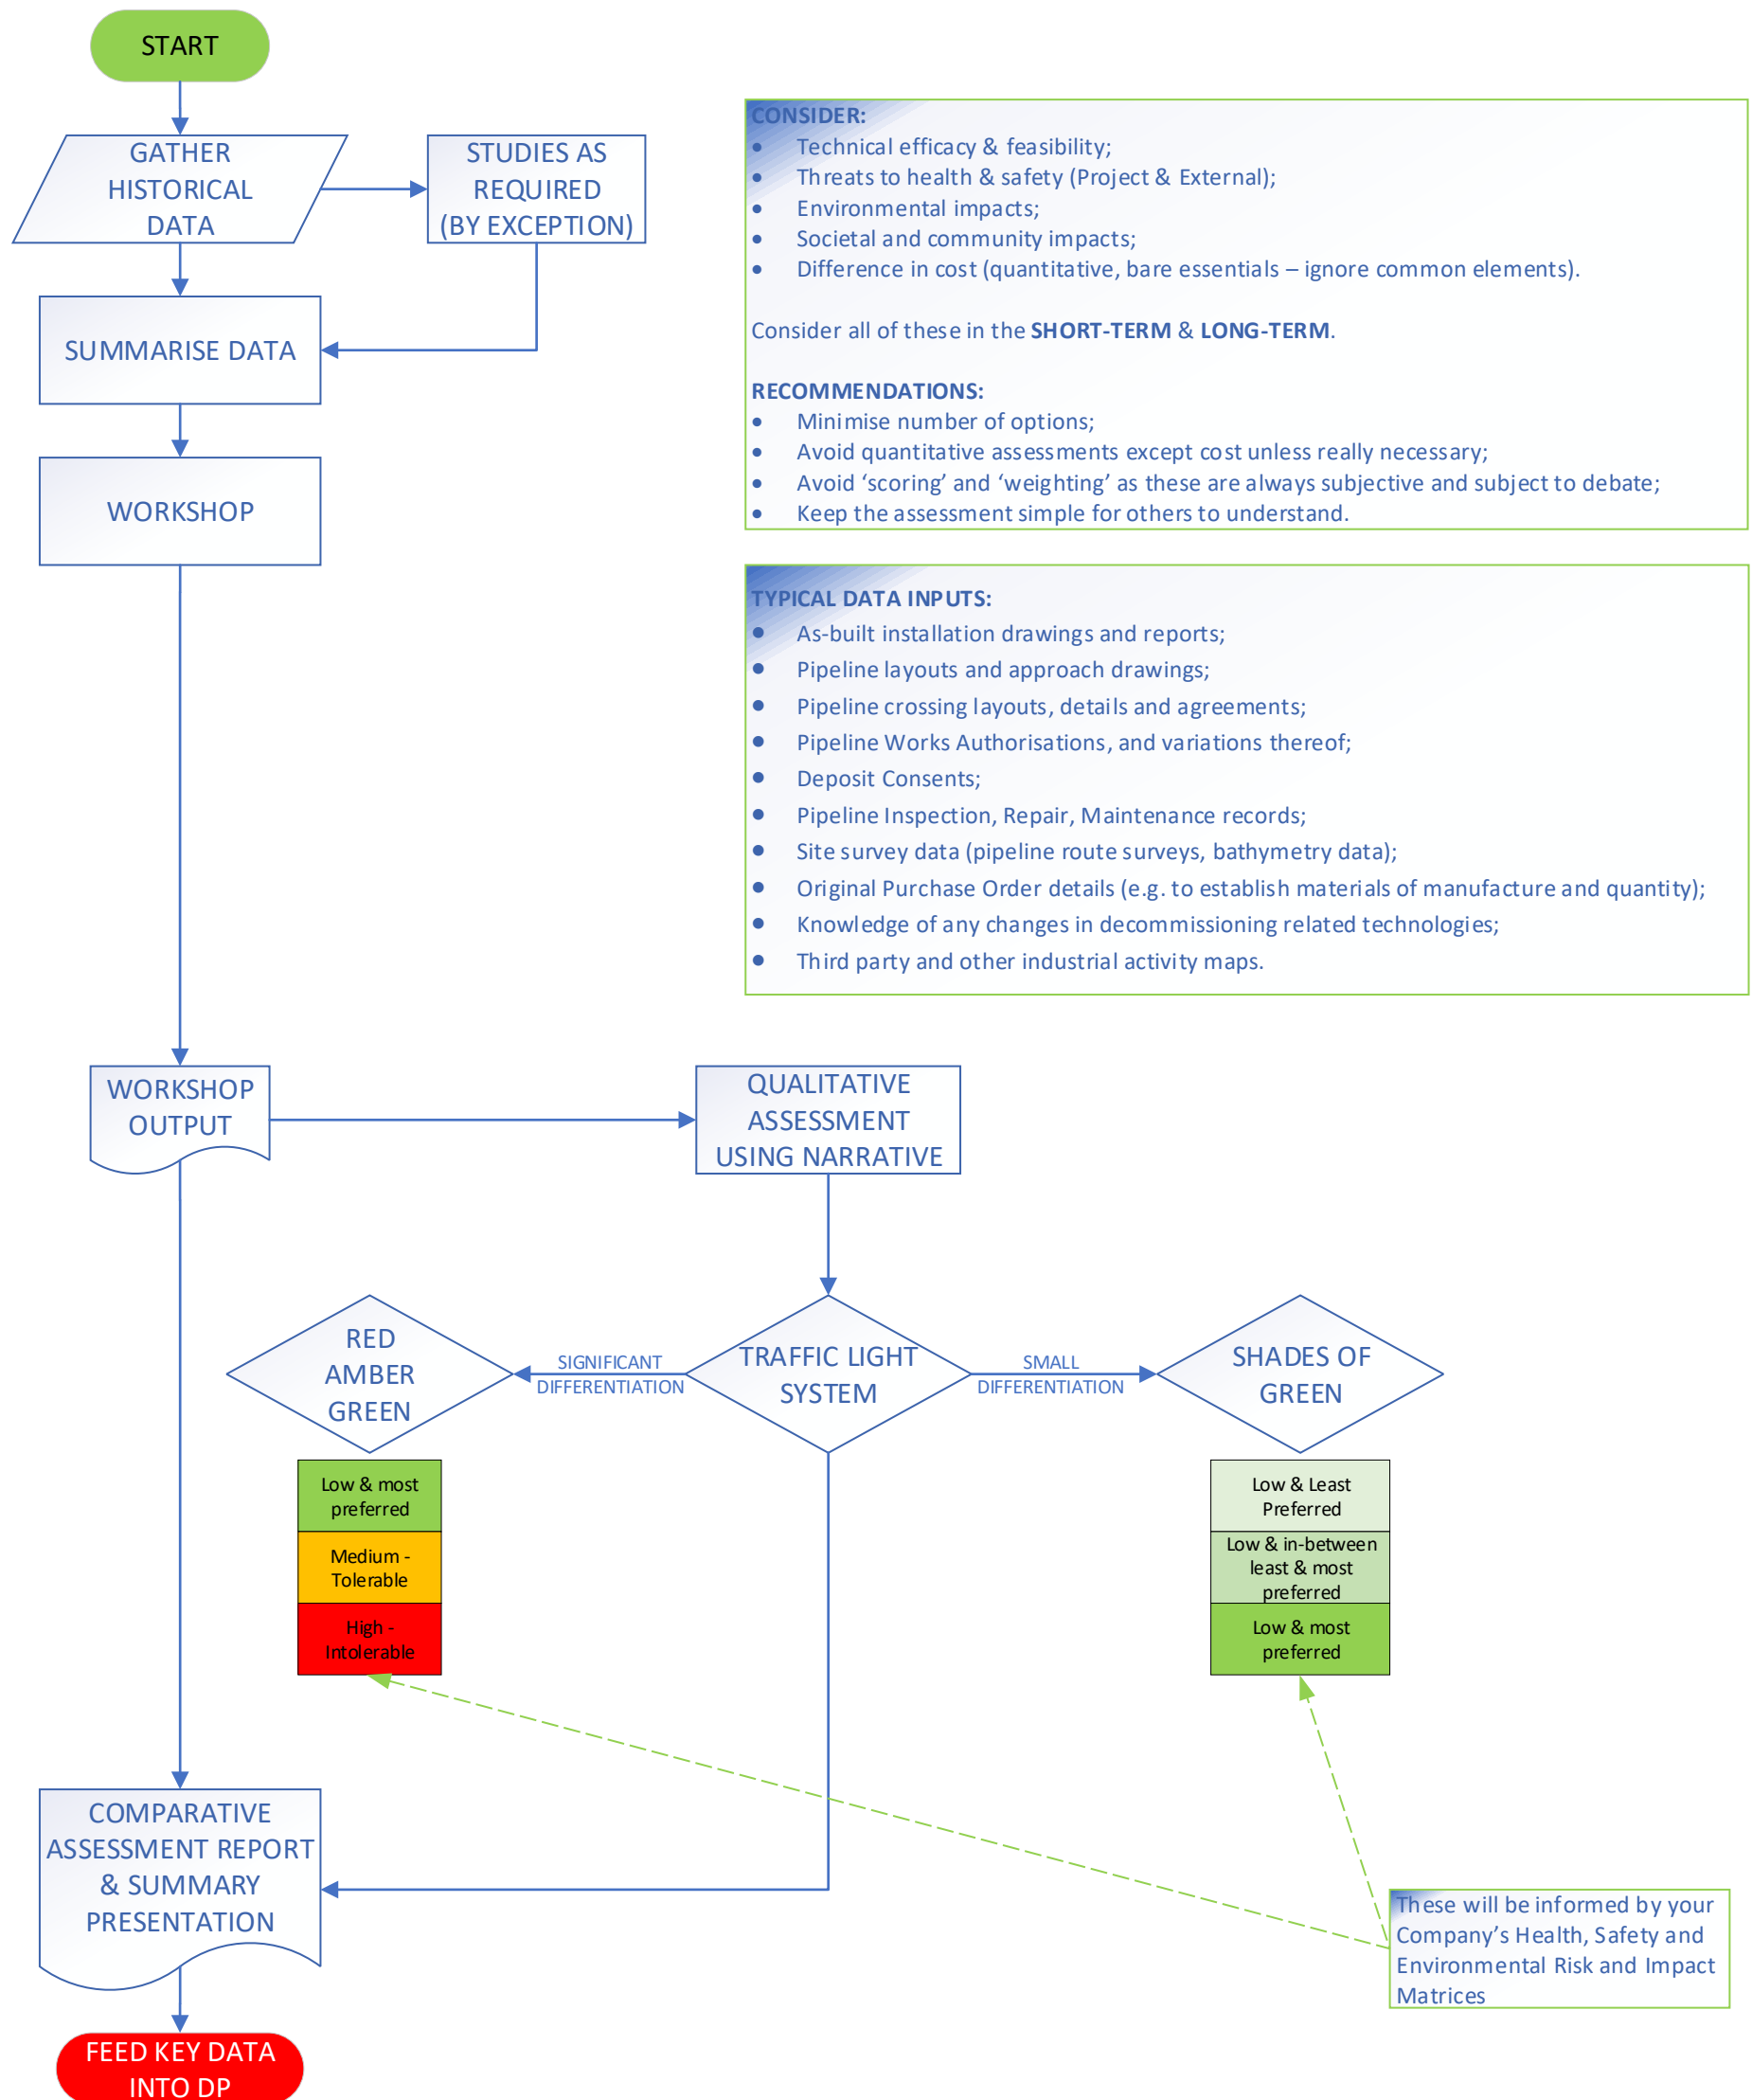 START
GATHER
HISTORICAL
DATA
STUDIES AS
REQUIRED
(BY EXCEPTION)
SUMMARISE DATA
WORKSHOP
CONSIDER:
• Technical efficacy & feasibility;
• Threats to health & safety (Project & External);
• Environmental impacts;
• Societal and community impacts;
• Difference in cost (quantitative, bare essentials – ignore common elements).
Consider all of these in the SHORT-TERM & LONG-TERM.
RECOMMENDATIONS:
• Minimise number of options;
• Avoid quantitative assessments except cost unless really necessary;
• Avoid ‘scoring’ and ‘weighting’ as these are always subjective and subject to debate;
• Keep the assessment simple for others to understand.
TYPICAL DATA INPUTS:
• As-built installation drawings and reports;
• Pipeline layouts and approach drawings;
• Pipeline crossing layouts, details and agreements;
• Pipeline Works Authorisations, and variations thereof;
• Deposit Consents;
• Pipeline Inspection, Repair, Maintenance records;
• Site survey data (pipeline route surveys, bathymetry data);
• Original Purchase Order details (e.g. to establish materials of manufacture and quantity);
• Knowledge of any changes in decommissioning related technologies;
• Third party and other industrial activity maps.
WORKSHOP
OUTPUT
QUALITATIVE
ASSESSMENT
USING NARRATIVE
RED
AMBER
GREEN
SIGNIFICANT
DIFFERENTIATION
TRAFFIC LIGHT
SYSTEM
SMALL
DIFFERENTIATION
SHADES OF
GREEN
Low & most
preferred
Medium -
Tolerable
High -
Intolerable
Low & Least
Preferred
Low & in-between
least & most
preferred
Low & most
preferred
COMPARATIVE
ASSESSMENT REPORT
& SUMMARY
PRESENTATION
These will be informed by your
Company’s Health, Safety and
Environmental Risk and Impact
Matrices
FEED KEY DATA
INTO DP